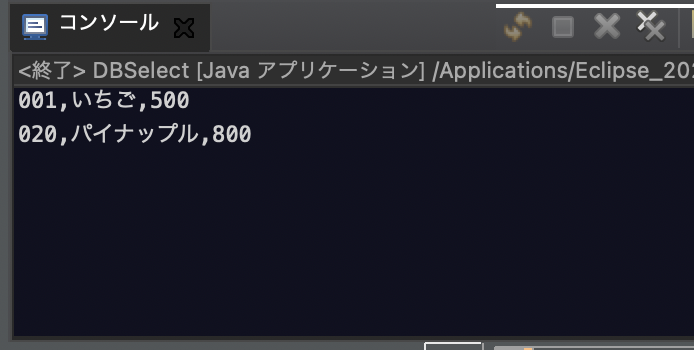 コンソール
<終了> DBSelect [Java アプリケーション] /Applications/Eclipse_202
001,いちご,500
020,パイナップル,800